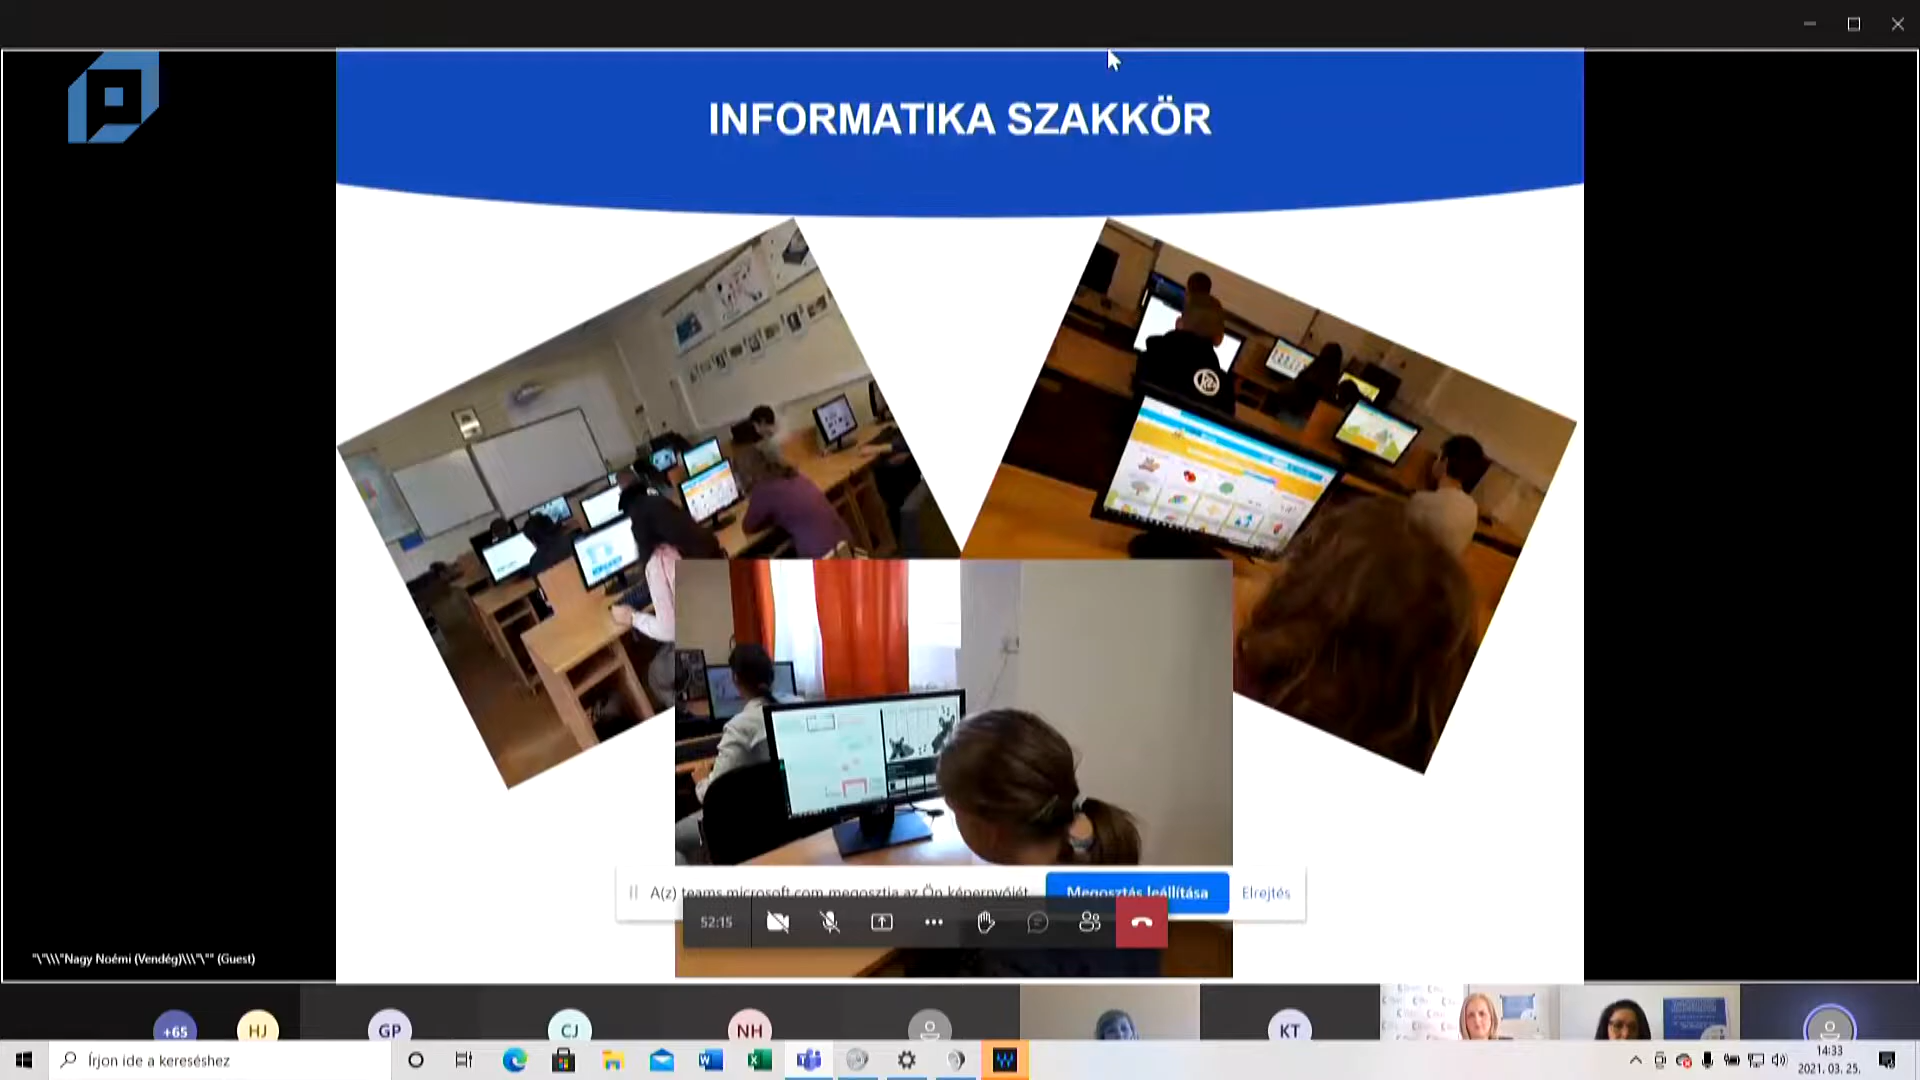 INFORMATIKA SZAKKÖR
A(z) teams.microsoft.com megosztja az Ön képernyőjét.
Megosztás leállítása
Elrejtés
52:15
"\"\\\"Nagy Noémi (Vendég)\\\"\"" (Guest)
+65
HJ
GP
CJ
NH
KT
Írjon ide a kereséshez
14:33
2021. 03. 25.